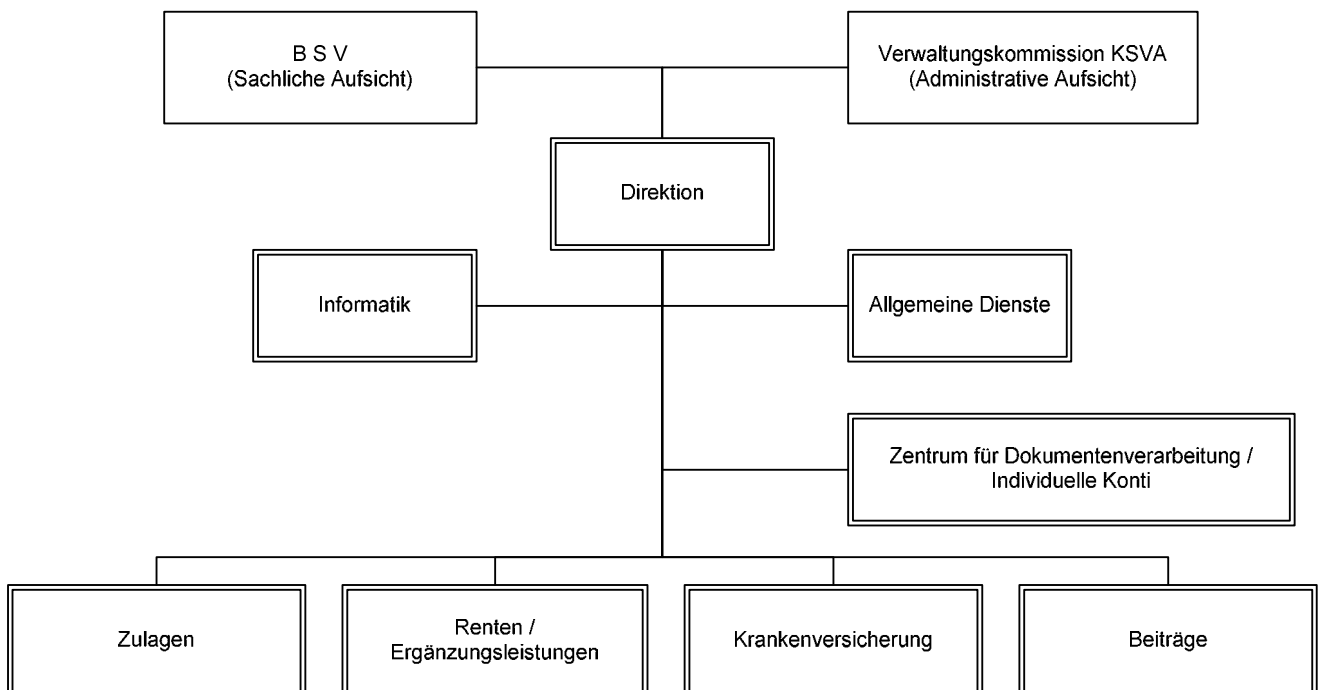 B S V
(Sachliche Aufsicht)
Verwaltungskommission KSVA
(Administrative Aufsicht)
Direktion
Informatik
Allgemeine Dienste
Zentrum für Dokumentenverarbeitung /
Individuelle Konti
Zulagen
Renten /
Ergänzungsleistungen
Krankenversicherung
Beiträge